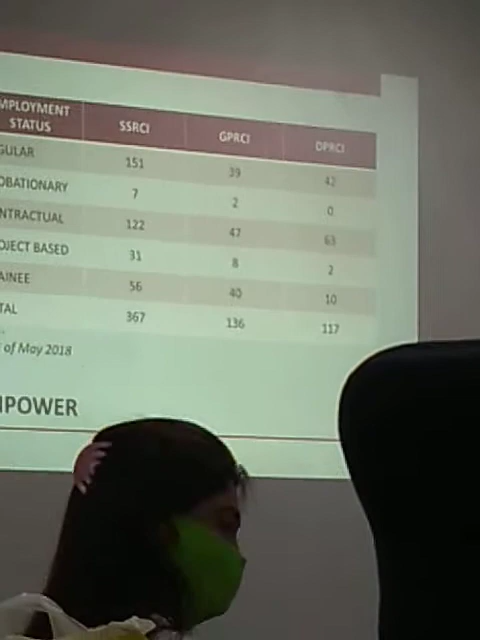 MPLOYMENT
STATUS SSRCI GPRCI DPRCI
GULAR 151 39 42
OBATIONARY 7 2 0
NTRACTUAL 122 47 63
OJECT BASED 31 8 2
AINEE 56 40 10
TAL 367 136 117
of May 2018
POWER